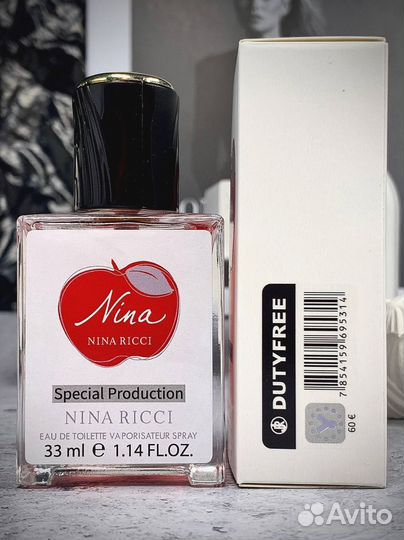 Nina
NINA RICCI
Special Production
NINA RICCI
EAU DE TOILETTE VAPORISATEUR SPRAY
33 ml e 1.14 FL.OZ.
DUTYFREE
7 854159 695314
60 €
Avito